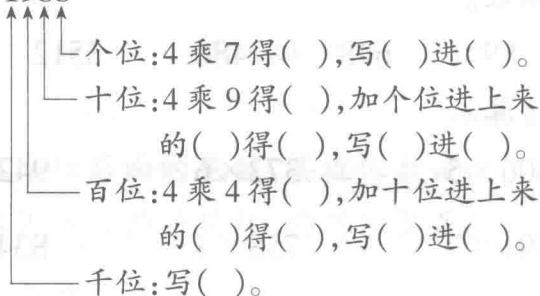 1988
个位:4乘7得( ),写( )进( )。
十位:4乘9得( ),加个位进上来
的( )得( ),写( )进( )。
百位:4乘4得( ),加十位进上来
的( )得( ),写( )进( )。
千位:写( )。